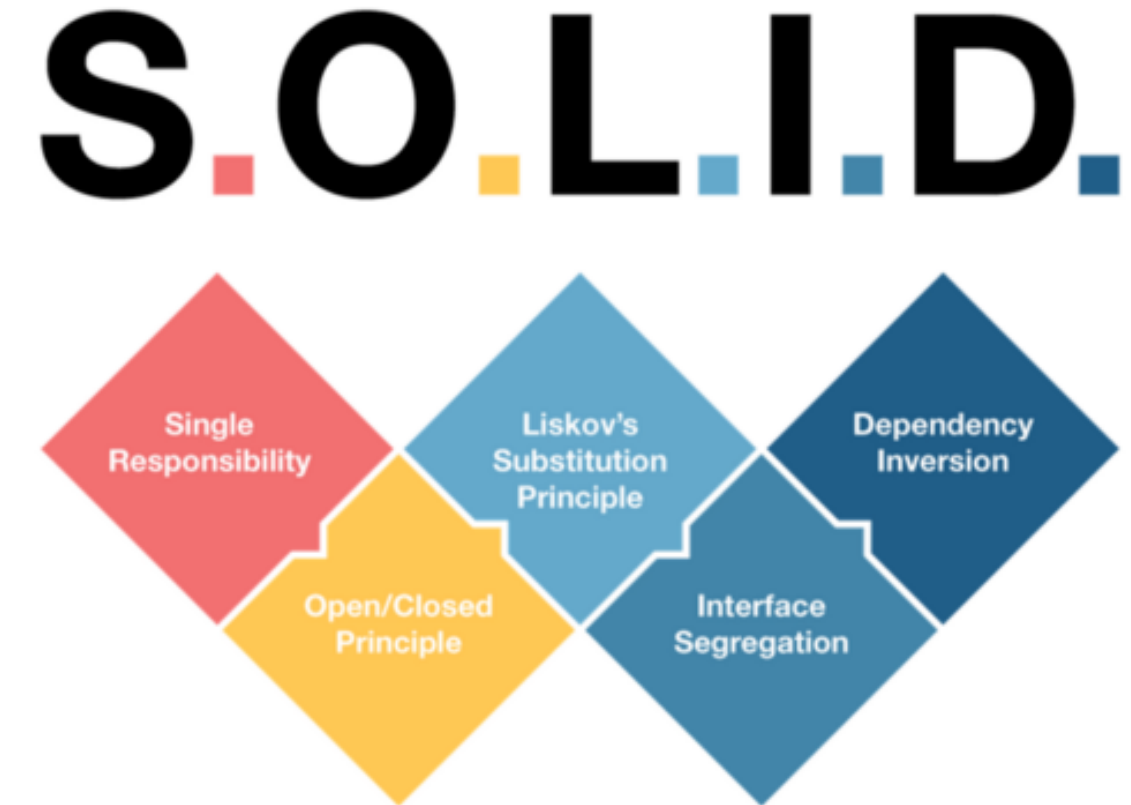 S.O.L.I.D.
Single
Responsibility
Open/Closed
Principle
Liskov's
Substitution
Principle
Interface
Segregation
Dependency
Inversion